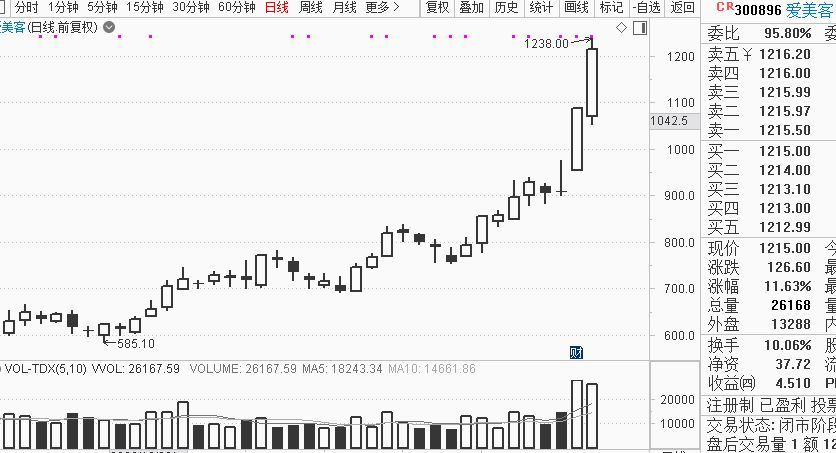 分时 1分钟 5分钟 15分钟 30分钟 60分钟 日线 周线 月线 更多 复权 叠加 历史 统计 画线 标记 -自选 返回
爱美客(日线.前复权)
1238.00
585.10
1200
1100
1042.5
1000
900.0
800.0
700.0
600.0
财
VOL-TDX(5,10) VVOL: 26167.59 VOLUME: 26167.59 MA5: 18243.34 MA10: 14661.86
20000
10000
CR300896 爱美客
委比 95.80% 委
卖五¥ 1216.20
卖四 1216.00
卖三 1215.99
卖二 1215.97
卖一 1215.50
买一 1215.00
买二 1214.00
买三 1213.10
买四 1213.00
买五 1212.99
现价 1215.00 今
涨跌 126.60 最
涨幅 11.63% 最
总量 26168 量
外盘 13288 内
换手 10.06% 股
净资 37.72 流
收益㈣ 4.510 PE
注册制 已盈利 投票
交易状态: 闭市阶段
盘后交易量 1 额 12